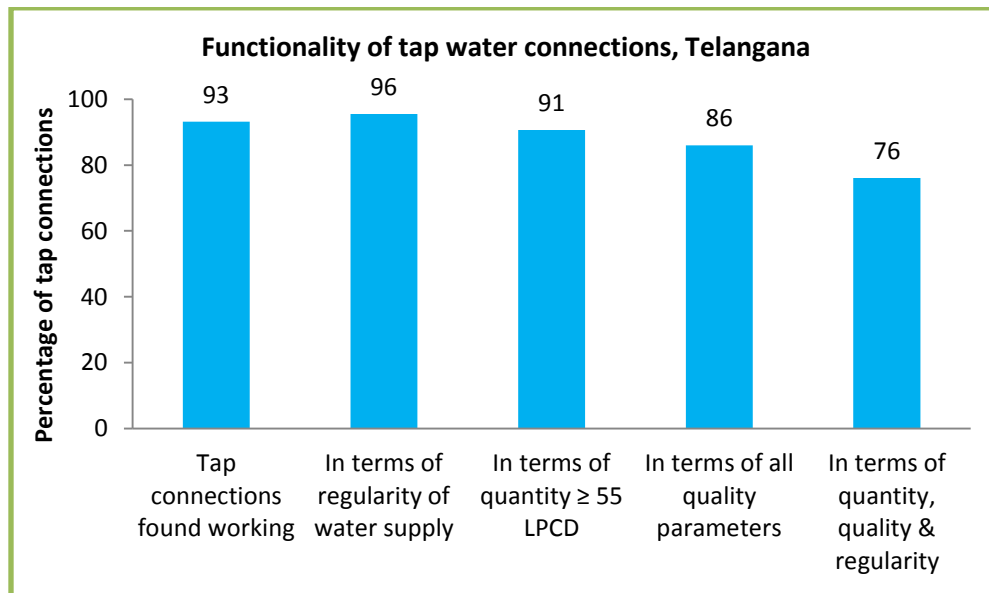 Functionality of tap water connections, Telangana
Percentage of tap connections
100
80
60
40
20
0
93
96
91
86
76
Tap
connections
found working
In terms of
regularity of
water supply
In terms of
quantity ≥ 55
LPCD
In terms of all
quality
parameters
In terms of
quantity,
quality &
regularity